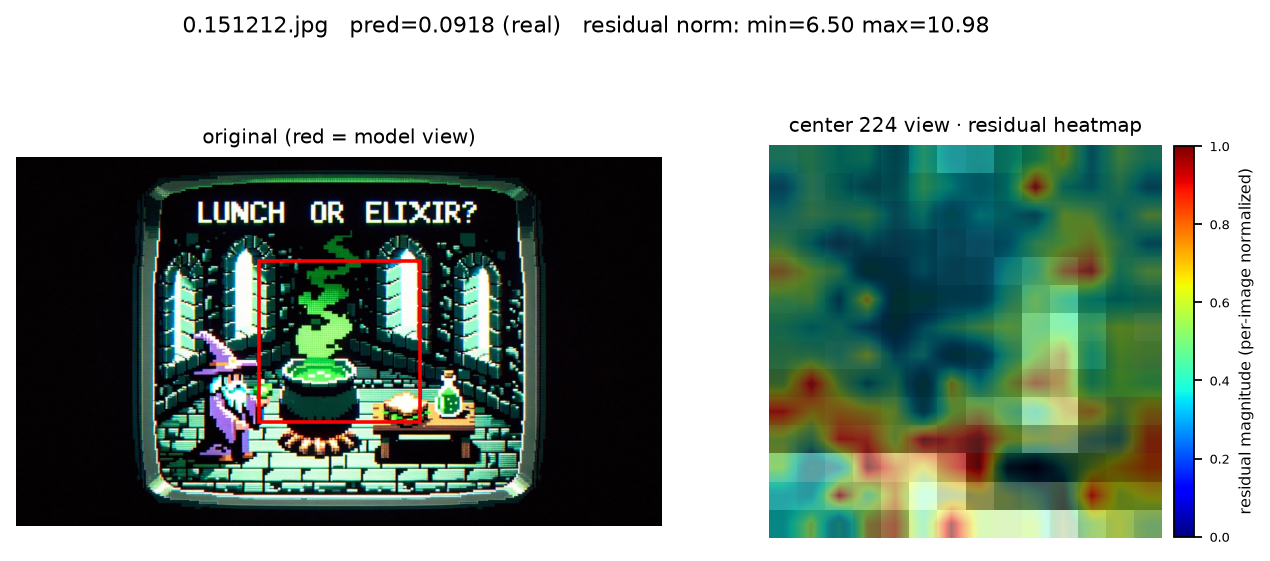 0.151212.jpg   pred=0.0918 (real)   residual norm: min=6.50 max=10.98
original (red = model view)
LUNCH OR ELIXIR?
center 224 view · residual heatmap
1.0
0.8
0.6
0.4
0.2
0.0
residual magnitude (per-image normalized)